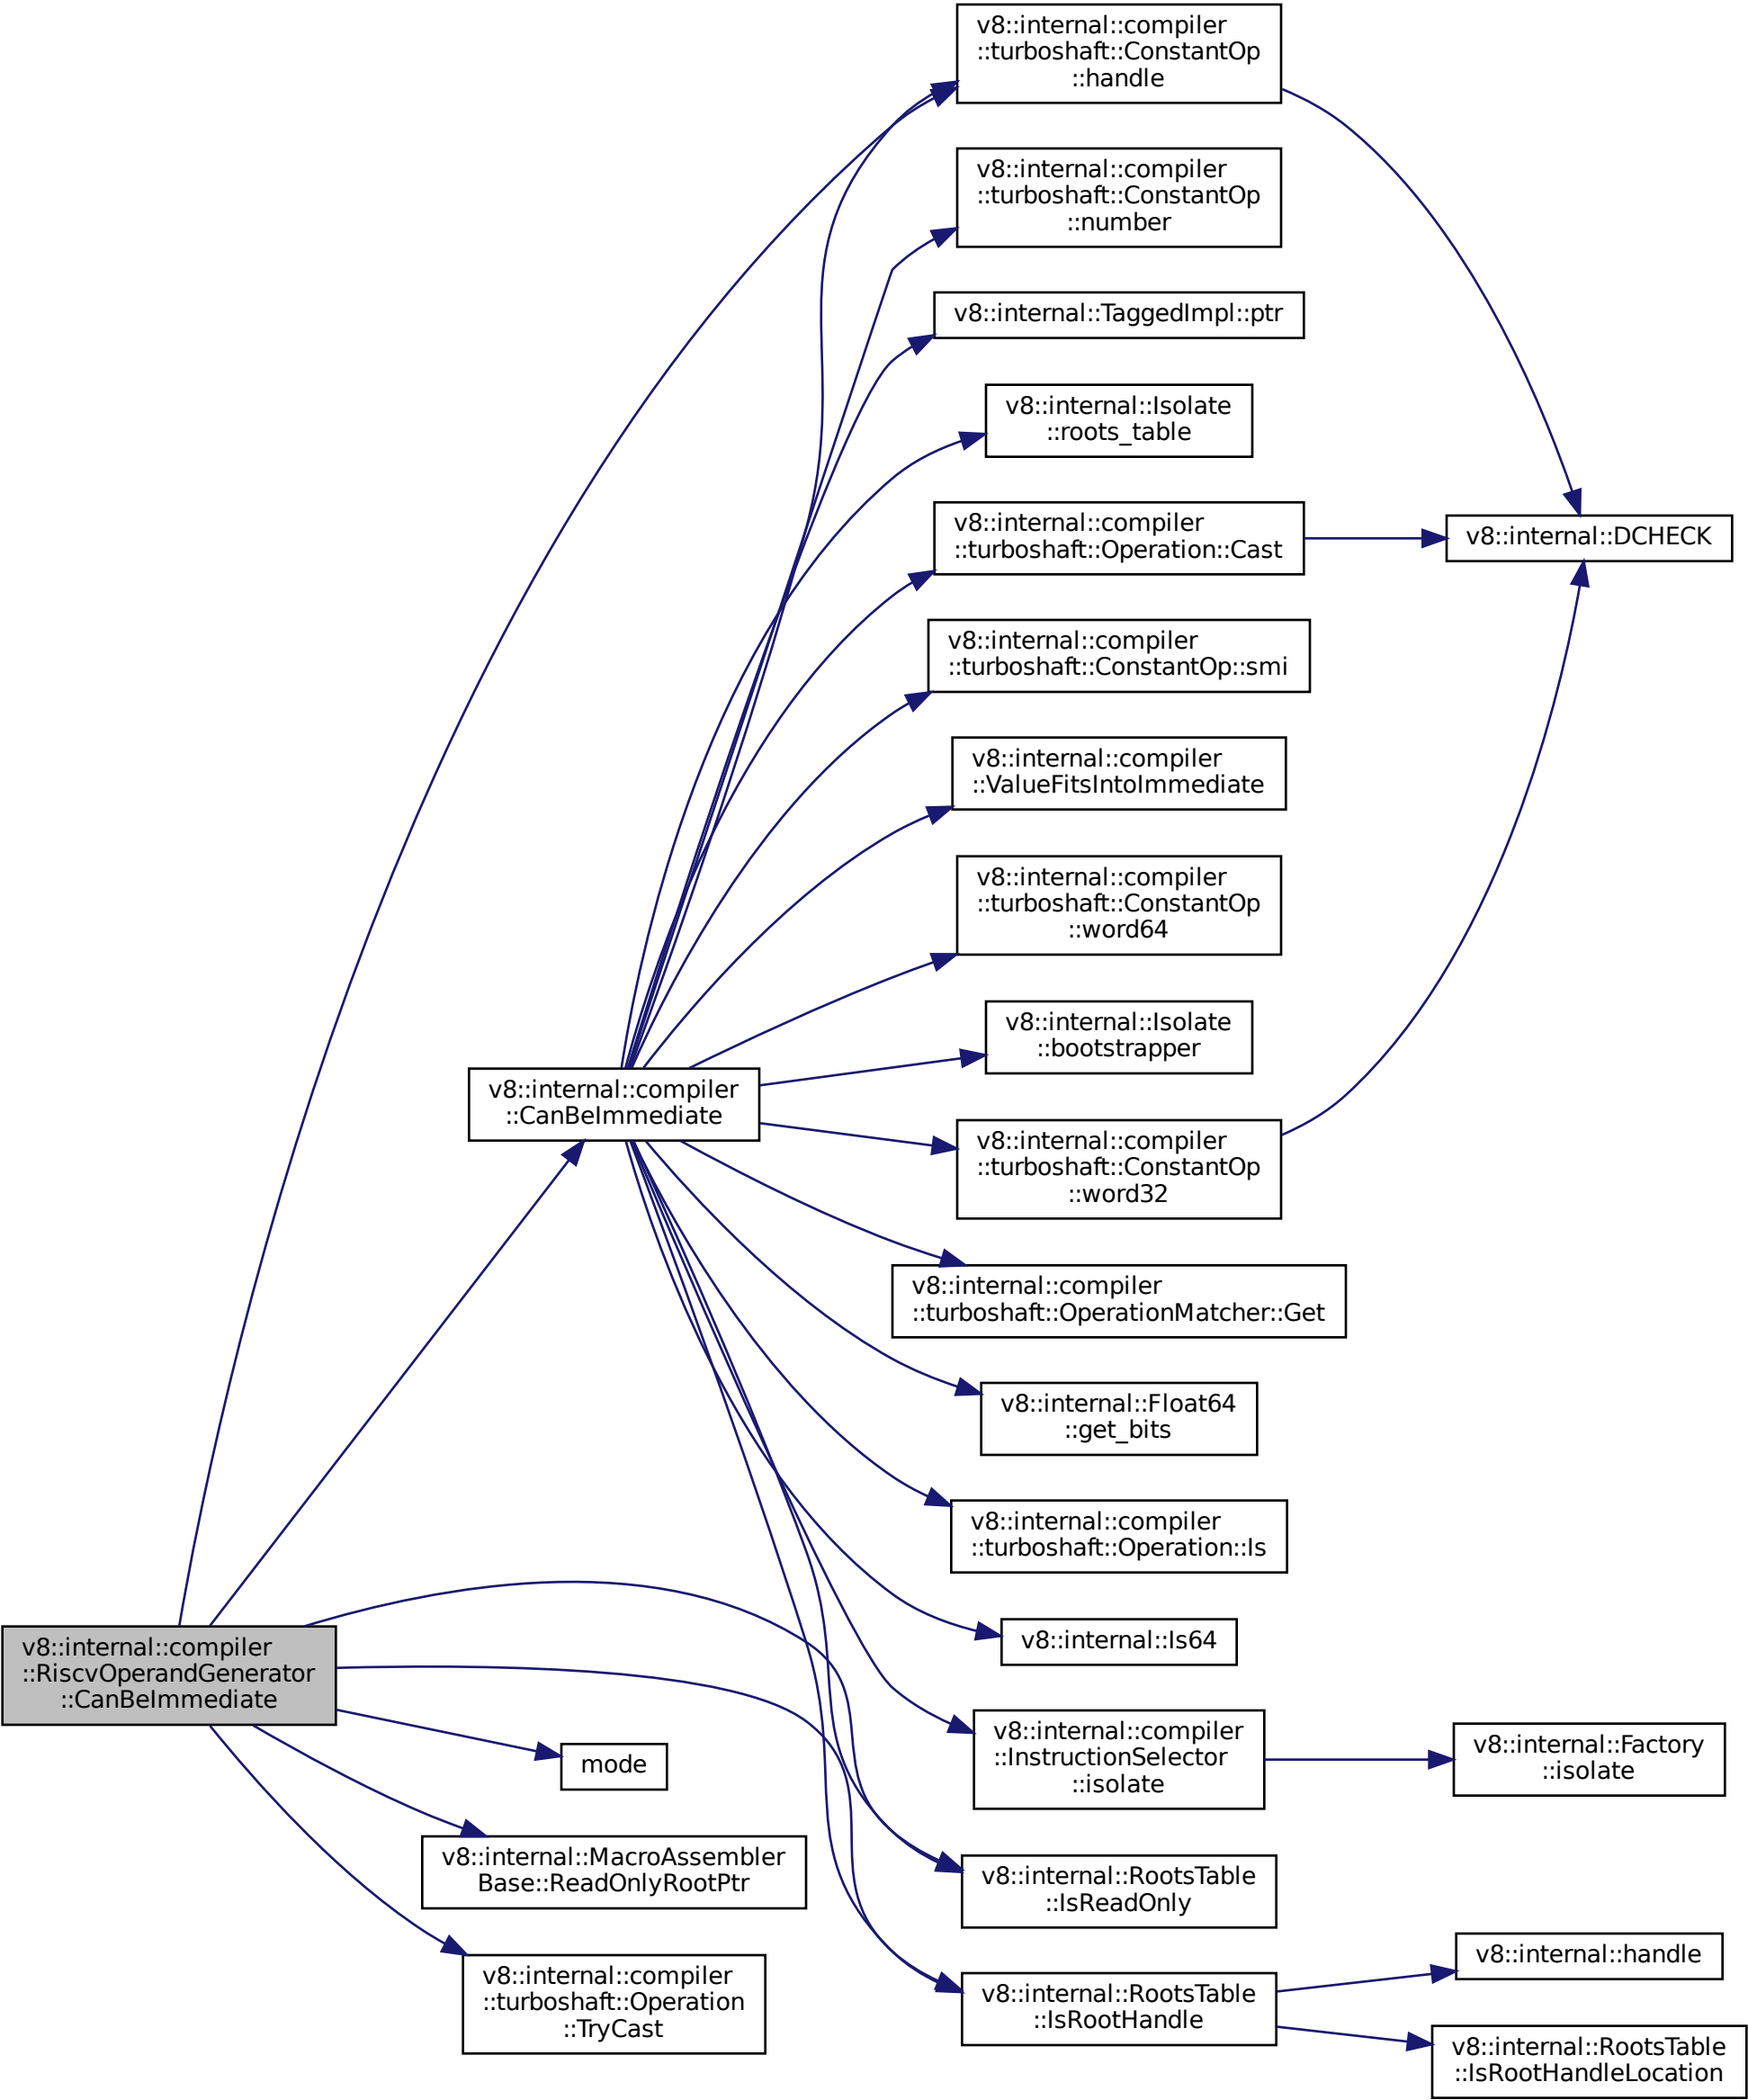 v8::internal::compiler
::turboshaft::ConstantOp
::handle
v8::internal::compiler
::turboshaft::ConstantOp
::number
v8::internal::TaggedImpl::ptr
v8::internal::Isolate
::roots_table
v8::internal::compiler
::turboshaft::Operation::Cast
v8::internal::DCHECK
v8::internal::compiler
::turboshaft::ConstantOp::smi
v8::internal::compiler
::ValueFitsIntoImmediate
v8::internal::compiler
::turboshaft::ConstantOp
::word64
v8::internal::Isolate
::bootstrapper
v8::internal::compiler
::CanBeImmediate
v8::internal::compiler
::turboshaft::ConstantOp
::word32
v8::internal::compiler
::turboshaft::OperationMatcher::Get
v8::internal::Float64
::get_bits
v8::internal::compiler
::turboshaft::Operation::Is
v8::internal::Is64
v8::internal::compiler
::RiscvOperandGenerator
::CanBeImmediate
v8::internal::compiler
::InstructionSelector
::isolate
v8::internal::Factory
::isolate
mode
v8::internal::MacroAssembler
Base::ReadOnlyRootPtr
v8::internal::RootsTable
::IsReadOnly
v8::internal::compiler
::turboshaft::Operation
::TryCast
v8::internal::RootsTable
::IsRootHandle
v8::internal::handle
v8::internal::RootsTable
::IsRootHandleLocation